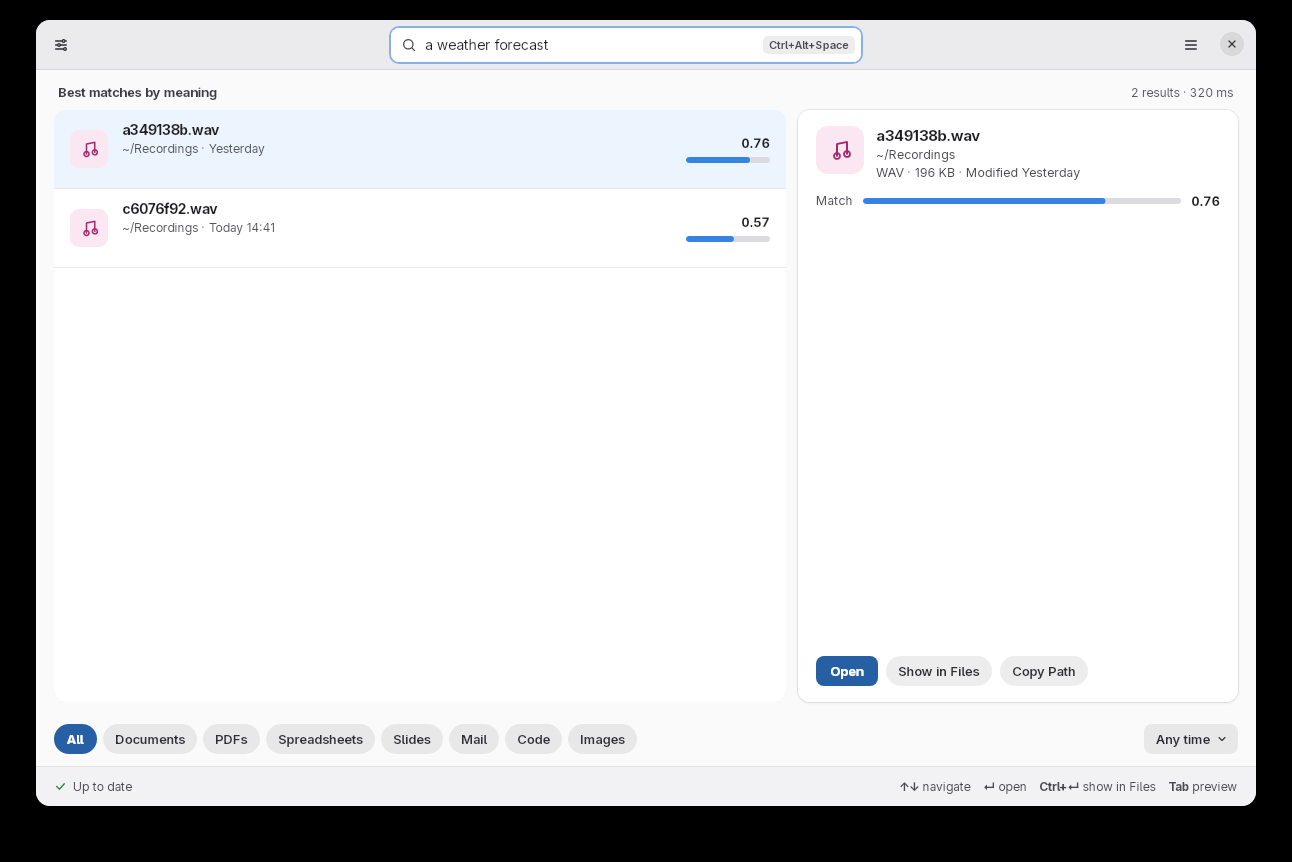 a weather forecast
Ctrl+Alt+Space
Best matches by meaning
2 results · 320 ms
a349138b.wav
~/Recordings · Yesterday
0.76
c6076f92.wav
~/Recordings · Today 14:41
0.57
a349138b.wav
~/Recordings
WAV · 196 KB · Modified Yesterday
Match 0.76
Open Show in Files Copy Path
All Documents PDFs Spreadsheets Slides Mail Code Images Any time
Up to date
↑↓ navigate ↵ open Ctrl+↵ show in Files Tab preview